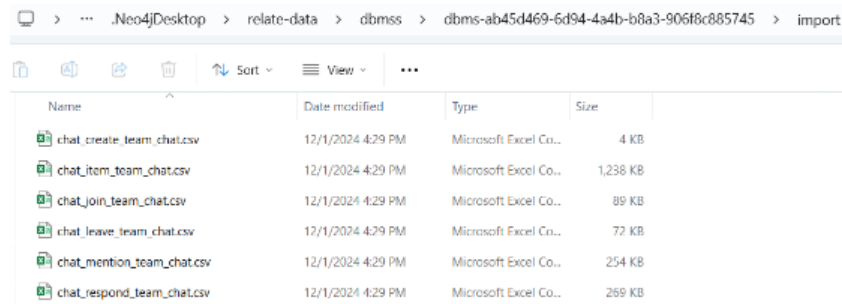 > ... .Neo4jDesktop > relate-data > dbmss > dbms-ab45d469-6d94-4a4b-b8a3-906f8c885745 > import
Sort View ...
Name Date modified Type Size
chat_create_team_chat.csv 12/1/2024 4:29 PM Microsoft Excel Co... 4 KB
chat_item_team_chat.csv 12/1/2024 4:29 PM Microsoft Excel Co... 1,238 KB
chat_join_team_chat.csv 12/1/2024 4:29 PM Microsoft Excel Co... 89 KB
chat_leave_team_chat.csv 12/1/2024 4:29 PM Microsoft Excel Co... 72 KB
chat_mention_team_chat.csv 12/1/2024 4:29 PM Microsoft Excel Co... 254 KB
chat_respond_team_chat.csv 12/1/2024 4:29 PM Microsoft Excel Co... 269 KB